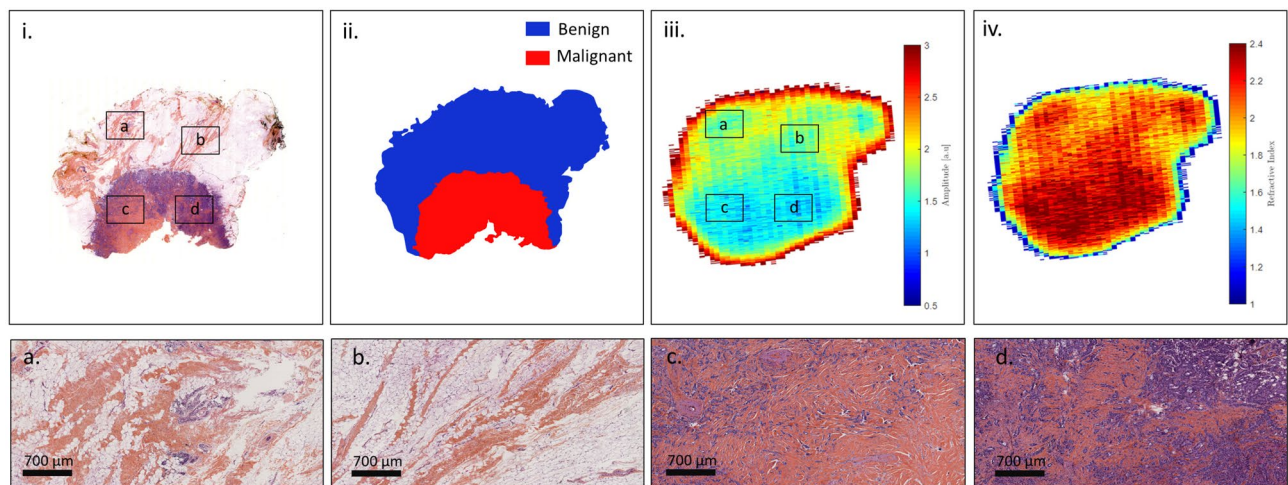 i.
a
b
c
d
ii.
Benign
Malignant
iii.
a
b
c
d
3
2.5
2
1.5
1
0.5
Amplitude [a.u]
iv.
2.4
2.2
2
1.8
1.6
1.4
1.2
1
Refractive Index
a.
700 μm
b.
700 μm
c.
700 μm
d.
700 μm